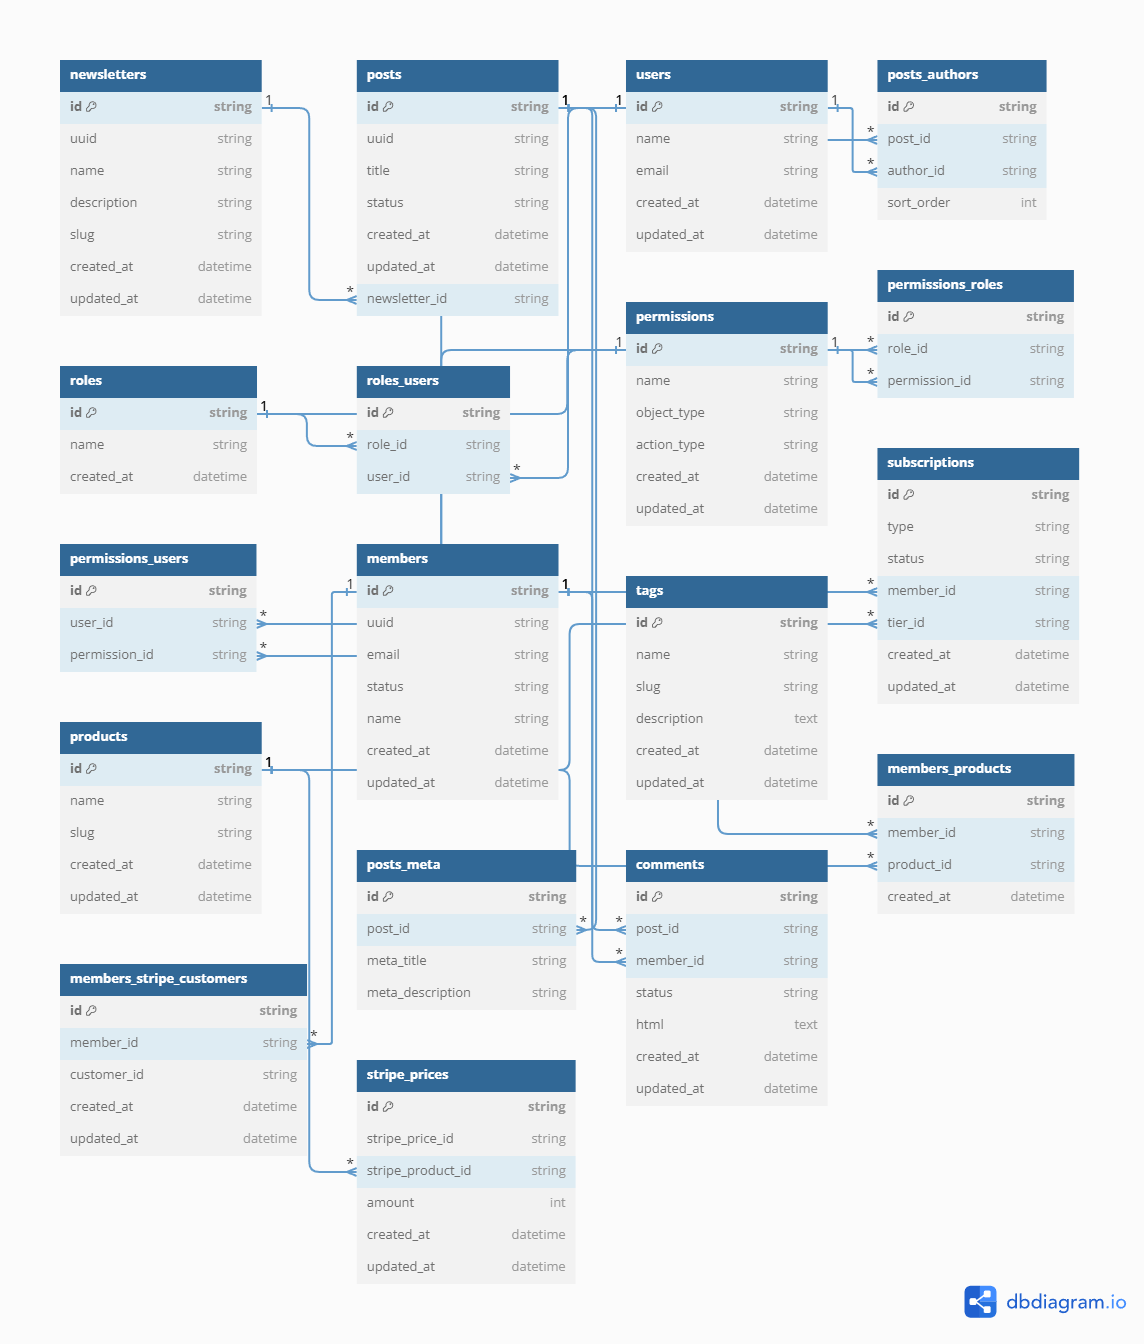 newsletters
id string
uuid string
name string
description string
slug string
created_at datetime
updated_at datetime
1
*
posts
id string
uuid string
title string
status string
created_at datetime
updated_at datetime
newsletter_id string
1
1
users
id string
name string
email string
created_at datetime
updated_at datetime
1
*
*
posts_authors
id string
post_id string
author_id string
sort_order int
roles
id string
name string
created_at datetime
1
*
roles_users
id string
role_id string
user_id string
*
1
permissions
id string
name string
object_type string
action_type string
created_at datetime
updated_at datetime
1
*
*
permissions_roles
id string
role_id string
permission_id string
permissions_users
id string
user_id string
permission_id string
*
*
1
members
id string
uuid string
email string
status string
name string
created_at datetime
updated_at datetime
1
tags
id string
name string
slug string
description text
created_at datetime
updated_at datetime
*
*
subscriptions
id string
type string
status string
member_id string
tier_id string
created_at datetime
updated_at datetime
products
id string
name string
slug string
created_at datetime
updated_at datetime
1
posts_meta
id string
post_id string
meta_title string
meta_description string
*
*
*
comments
id string
post_id string
member_id string
status string
html text
created_at datetime
updated_at datetime
*
*
members_products
id string
member_id string
product_id string
created_at datetime
members_stripe_customers
id string
member_id string
customer_id string
created_at datetime
updated_at datetime
*
*
stripe_prices
id string
stripe_price_id string
stripe_product_id string
amount int
created_at datetime
updated_at datetime
dbdiagram.io